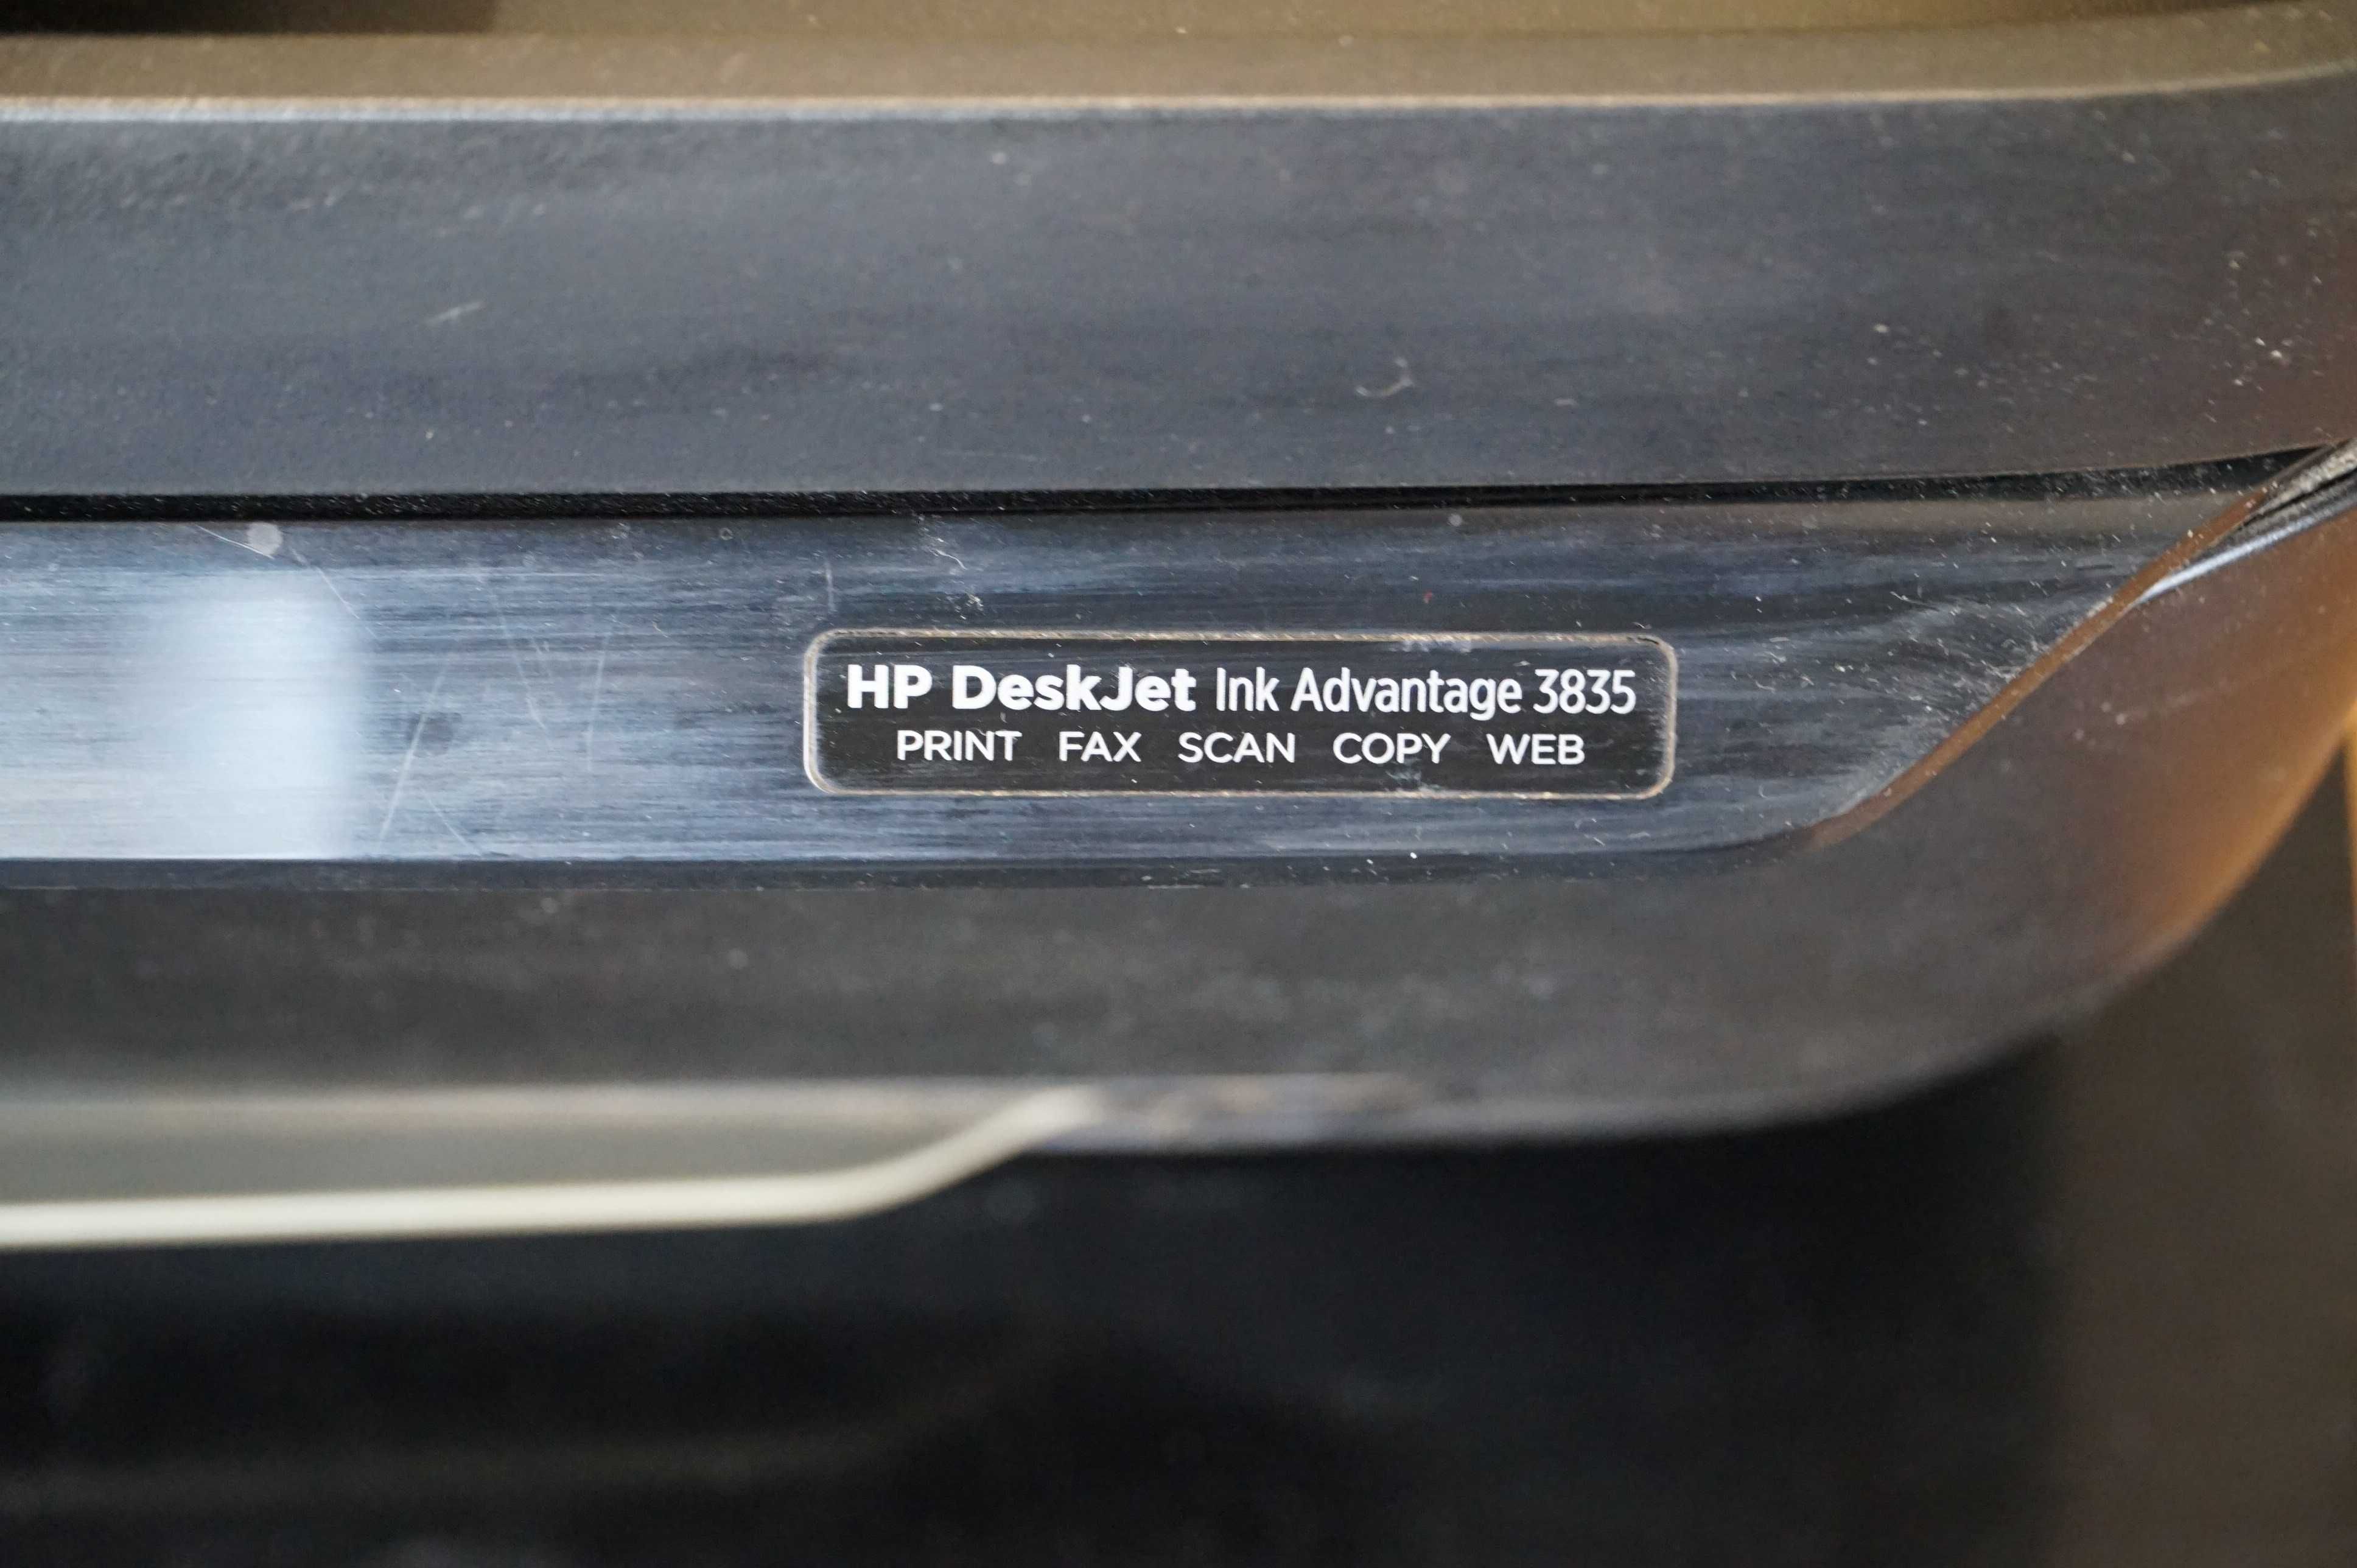 HP DeskJet Ink Advantage 3835
PRINT FAX SCAN COPY WEB